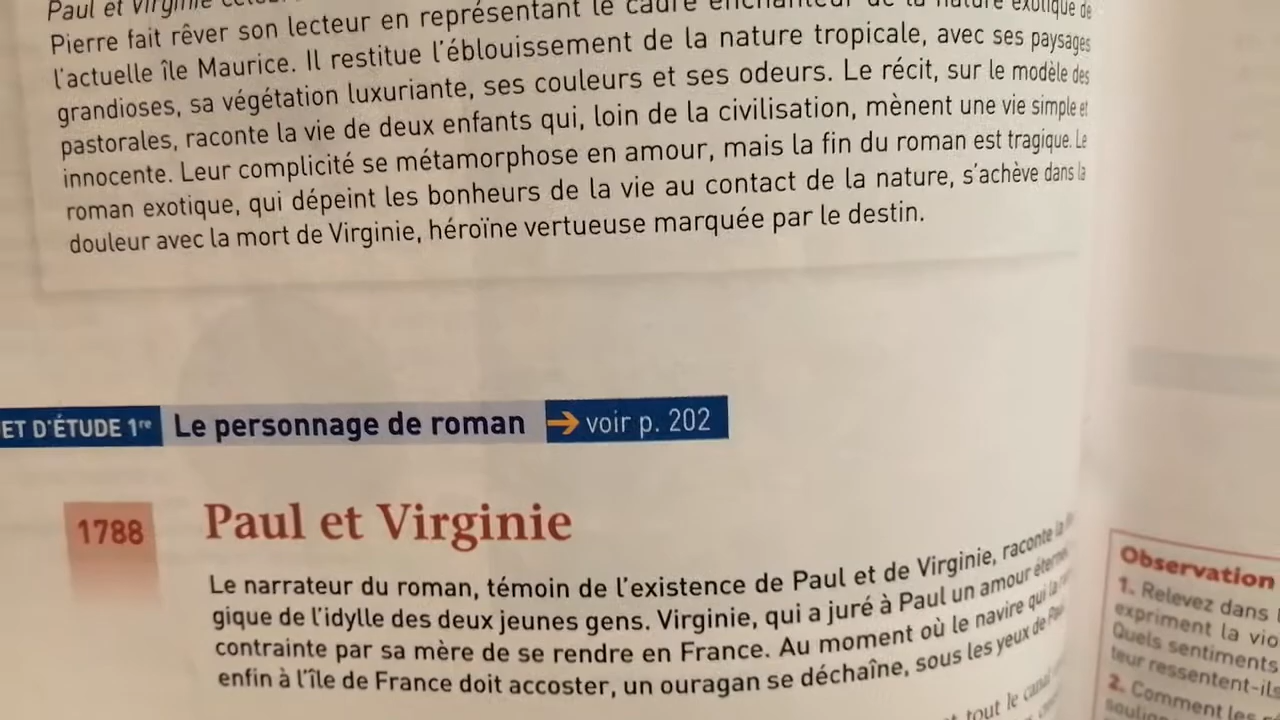 Paul et Virginie
Pierre fait rêver son lecteur en représentant le cadre enchanteur de la nature exotique de
l'actuelle île Maurice. Il restitue l'éblouissement de la nature tropicale, avec ses paysages
grandioses, sa végétation luxuriante, ses couleurs et ses odeurs. Le récit, sur le modèle des
pastorales, raconte la vie de deux enfants qui, loin de la civilisation, mènent une vie simple et
innocente. Leur complicité se métamorphose en amour, mais la fin du roman est tragique. Le
roman exotique, qui dépeint les bonheurs de la vie au contact de la nature, s'achève dans la
douleur avec la mort de Virginie, héroïne vertueuse marquée par le destin.
ET D'ÉTUDE 1re Le personnage de roman → voir p. 202
1788 Paul et Virginie
Le narrateur du roman, témoin de l'existence de Paul et de Virginie, raconte la
gique de l'idylle des deux jeunes gens. Virginie, qui a juré à Paul un amour éternel
contrainte par sa mère de se rendre en France. Au moment où le navire qui la
enfin à l'île de France doit accoster, un ouragan se déchaîne, sous les yeux de Paul
tout le canal
Observation
1. Relevez dans
expriment la vio
Quels sentiments
teur ressentent-ils
2. Comment les